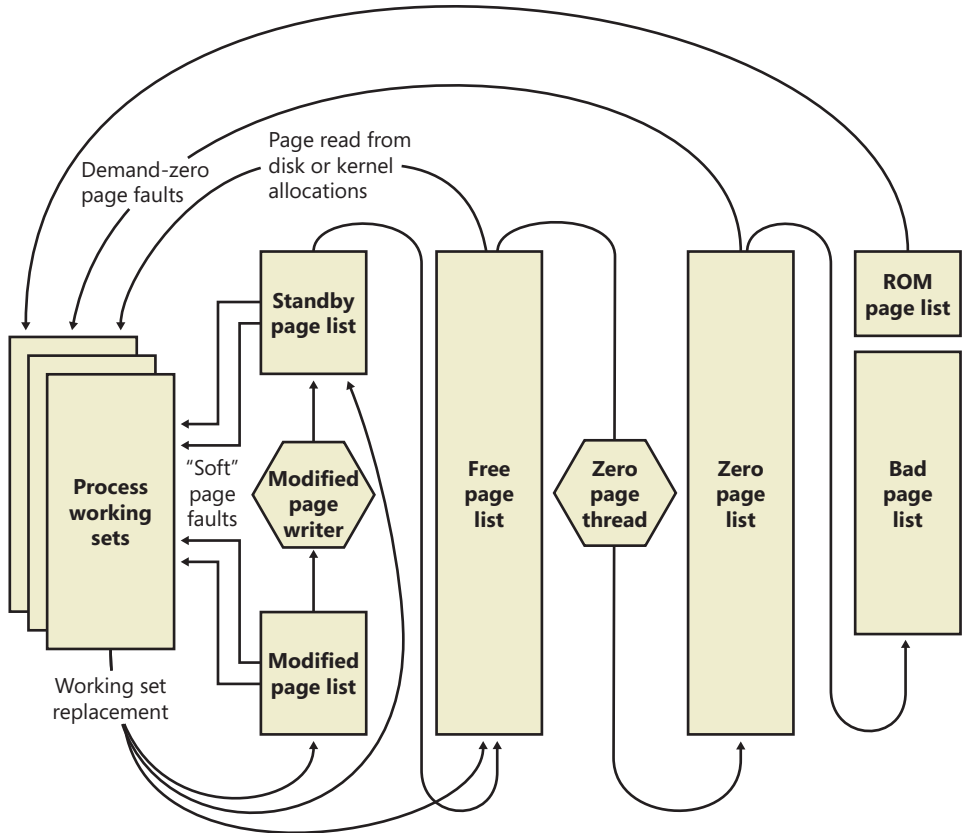 Demand-zero
page faults
Page read from
disk or kernel
allocations
Standby
page list
ROM
page list
Process
working
sets
"Soft"
page
faults
Modified
page
writer
Free
page
list
Zero
page
thread
Zero
page
list
Bad
page
list
Modified
page list
Working set
replacement